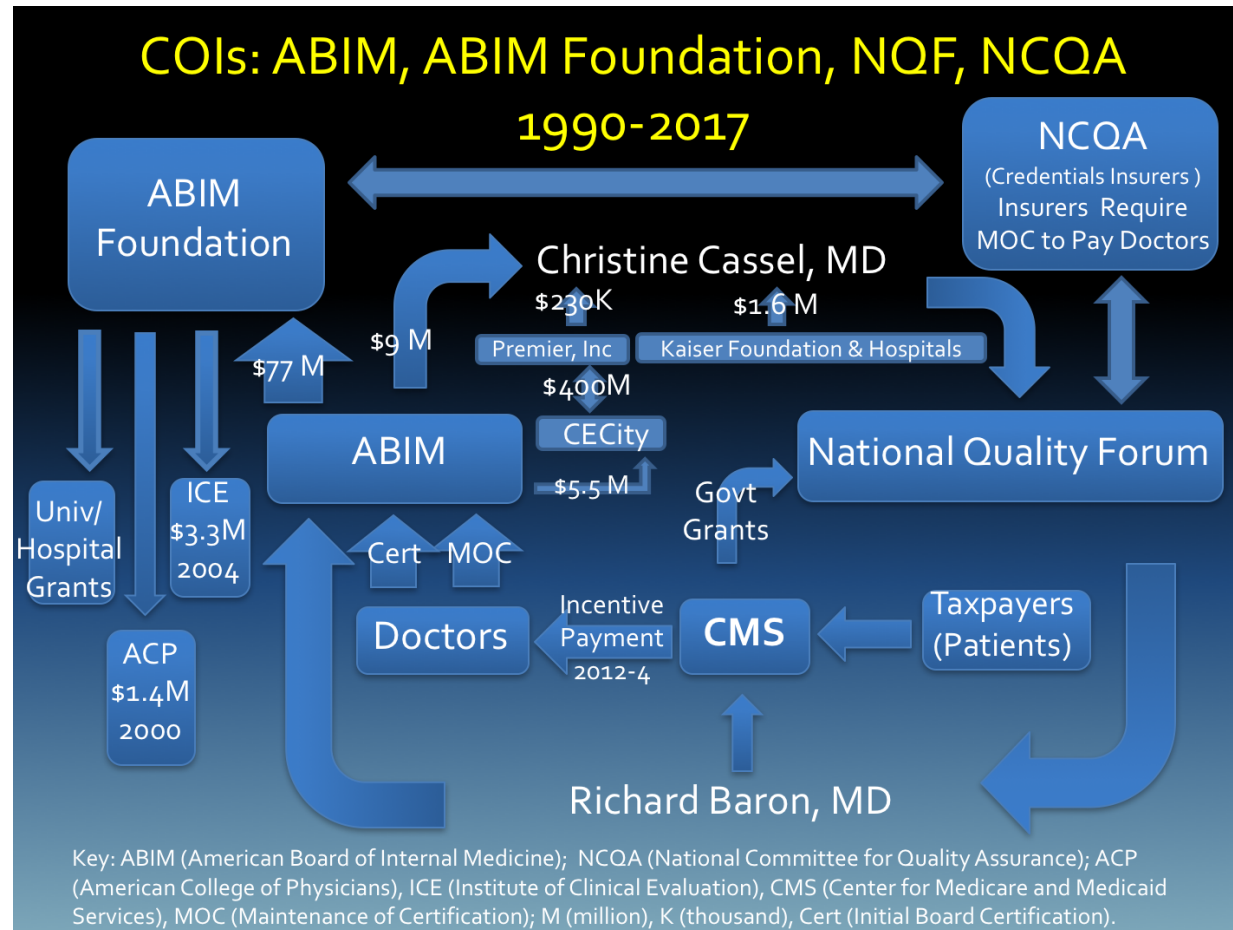 COIs: ABIM, ABIM Foundation, NQF, NCQA
1990-2017
ABIM
Foundation
NCQA
(Credentials Insurers )
Insurers Require
MOC to Pay Doctors
Christine Cassel, MD
$230K
$1.6 M
$9 M
$77 M
Premier, Inc
Kaiser Foundation & Hospitals
$400M
CECity
$5.5 M
ABIM
National Quality Forum
Govt
Grants
Univ/
Hospital
Grants
ICE
$3.3M
2004
ACP
$1.4M
2000
Cert
MOC
Doctors
Incentive
Payment
2012-4
CMS
Taxpayers
(Patients)
Richard Baron, MD
Key: ABIM (American Board of Internal Medicine); NCQA (National Committee for Quality Assurance); ACP
(American College of Physicians), ICE (Institute of Clinical Evaluation), CMS (Center for Medicare and Medicaid
Services), MOC (Maintenance of Certification); M (million), K (thousand), Cert (Initial Board Certification).